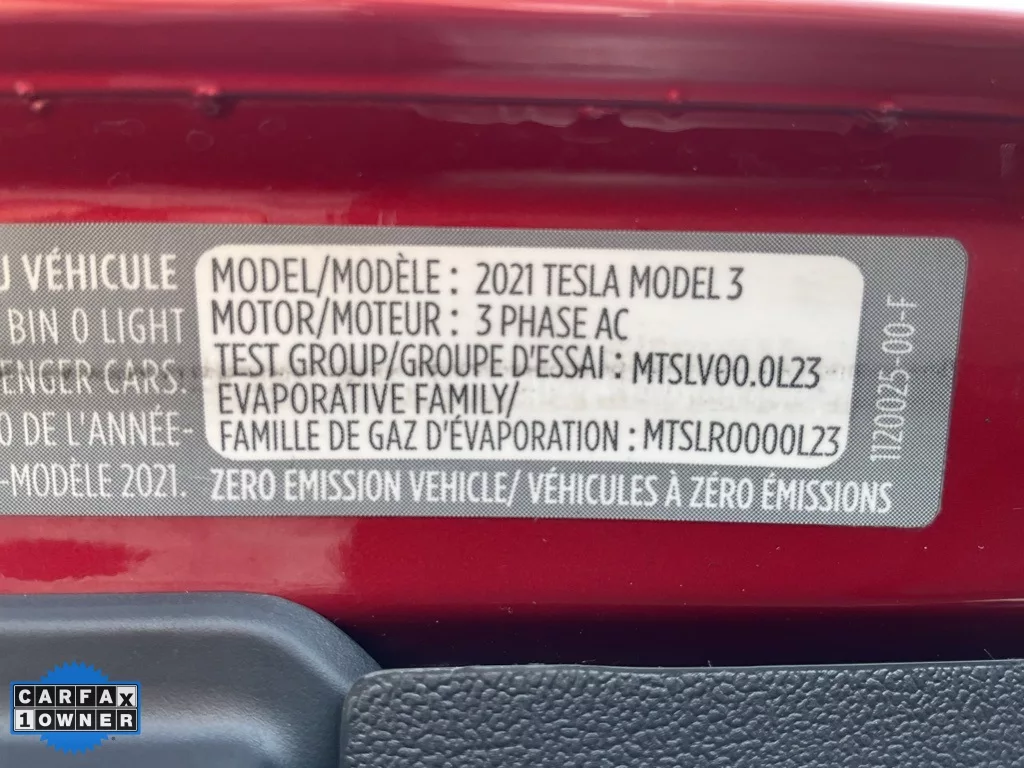 J VÉHICULE
BIN 0 LIGHT
ENGER CARS.
0 DE L'ANNÉE-
-MODÈLE 2021.
MODEL/MODÈLE : 2021 TESLA MODEL 3
MOTOR/MOTEUR : 3 PHASE AC
TEST GROUP/GROUPE D'ESSAI : MTSLV00.0L23
EVAPORATIVE FAMILY/
FAMILLE DE GAZ D'ÉVAPORATION : MTSLR0000L23
ZERO EMISSION VEHICLE/ VÉHICULES À ZÉRO ÉMISSIONS
1120025-00-F
CARFAX
1 OWNER